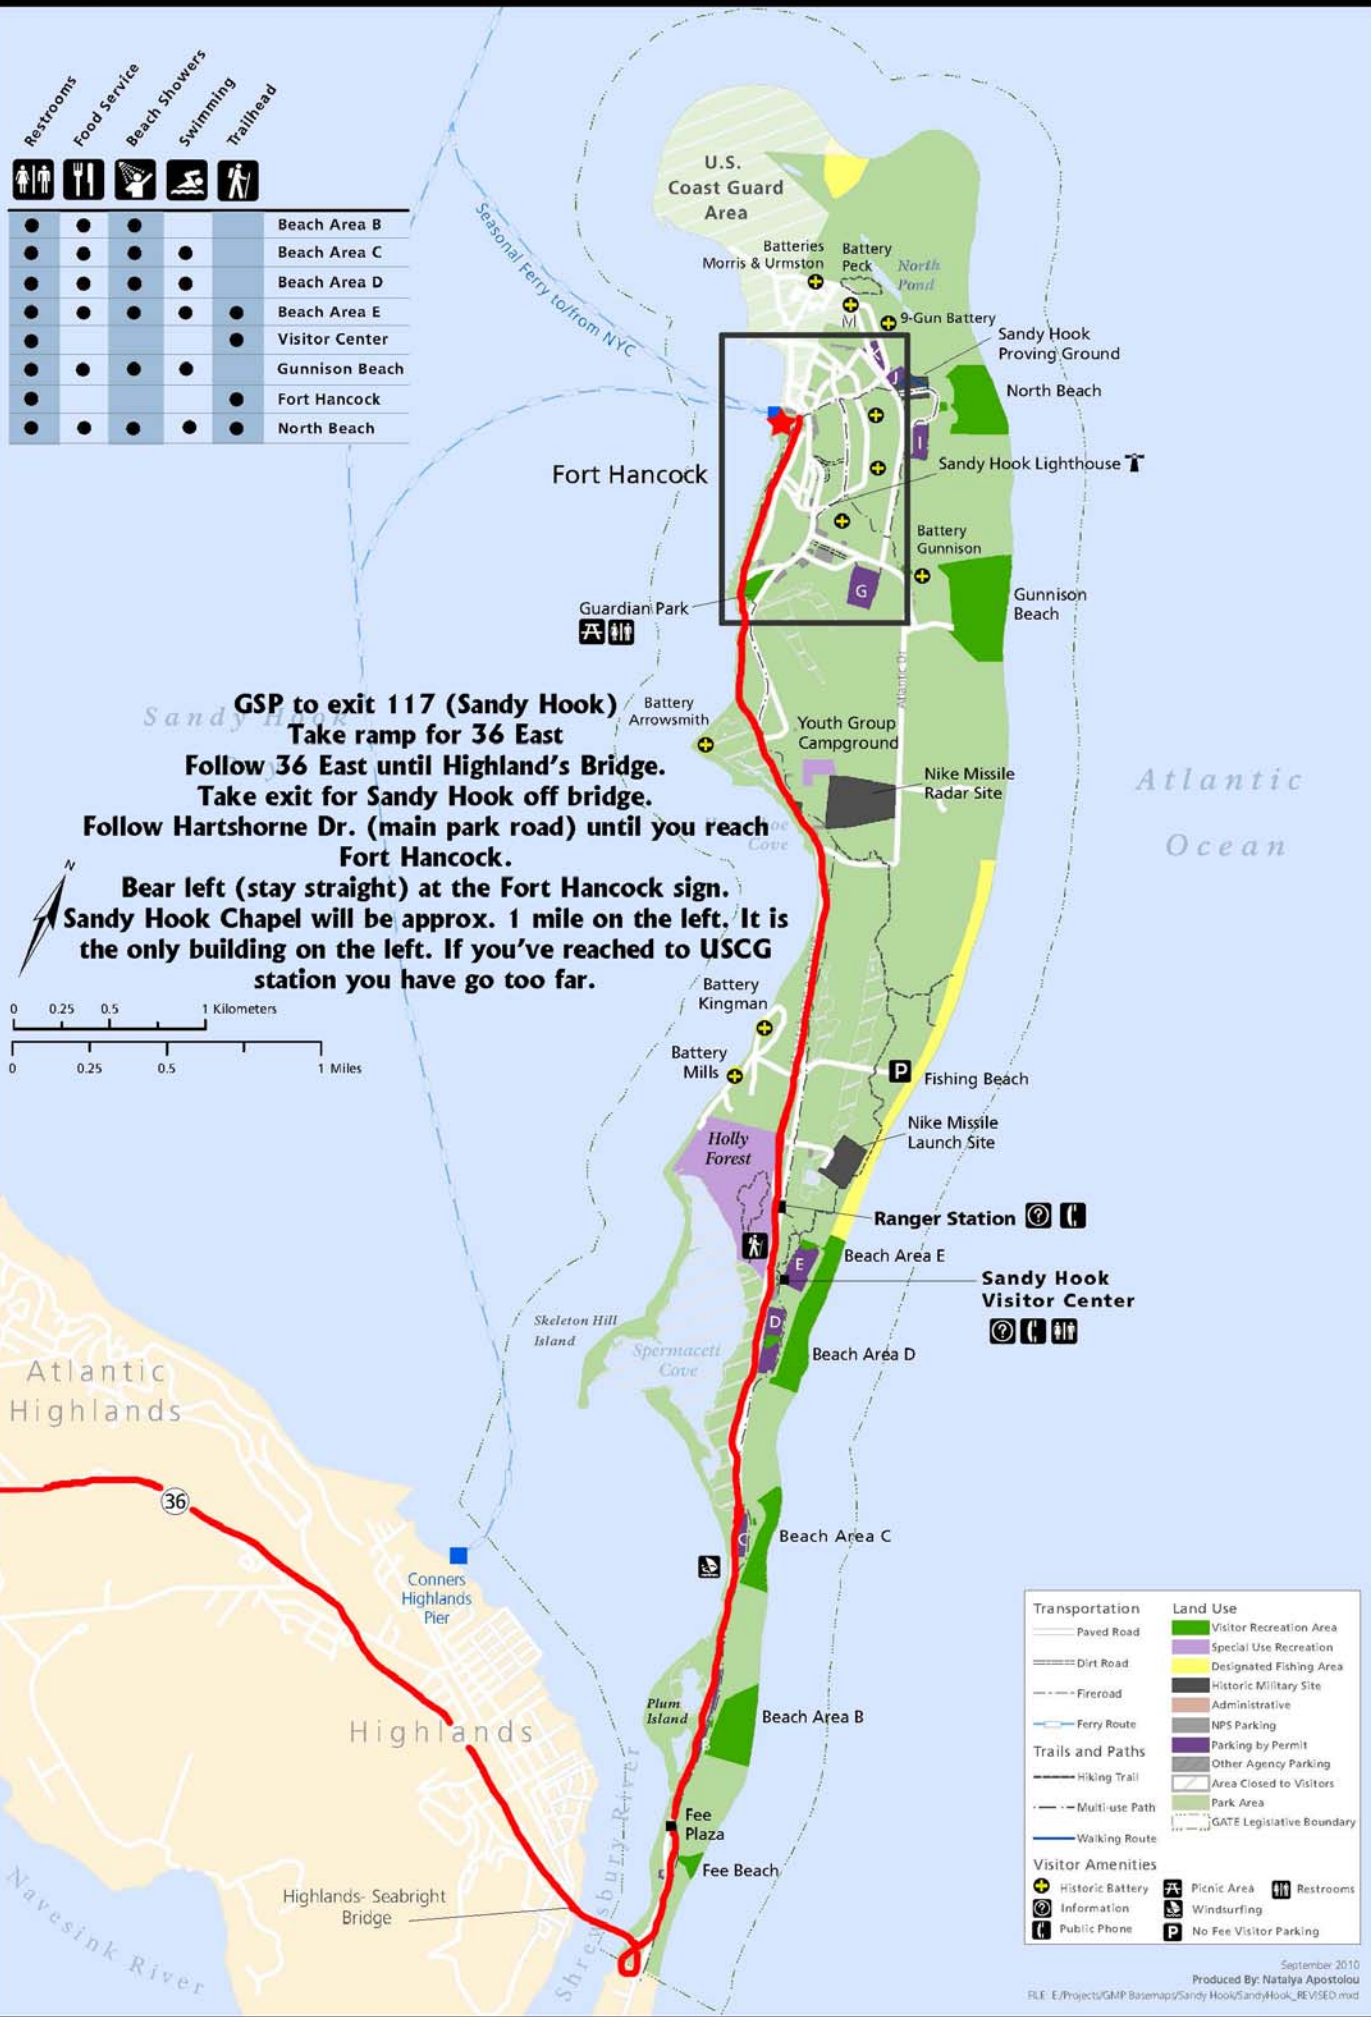 Restrooms
Food Service
Beach Showers
Swimming
Trailhead
Beach Area B
Beach Area C
Beach Area D
Beach Area E
Visitor Center
Gunnison Beach
Fort Hancock
North Beach
U.S.
Coast Guard
Area
Seasonal Ferry to/from NYC
Batteries
Morris & Urmston
Battery
Peck
North
Pond
M
9-Gun Battery
Sandy Hook
Proving Ground
K
J
North Beach
I
Fort Hancock
Sandy Hook Lighthouse
Battery
Gunnison
G
Gunnison
Beach
Guardian Park
Atlantic Dr
Battery
Arrowsmith
Youth Group
Campground
Nike Missile
Radar Site
Sandy Hook
GSP to exit 117 (Sandy Hook)
Take ramp for 36 East
Follow 36 East until Highland's Bridge.
Take exit for Sandy Hook off bridge.
Follow Hartshorne Dr. (main park road) until you reach
Fort Hancock.
Bear left (stay straight) at the Fort Hancock sign.
Sandy Hook Chapel will be approx. 1 mile on the left. It is
the only building on the left. If you've reached to USCG
station you have go too far.
Cove
Atlantic
Ocean
N
0 0.25 0.5 1 Kilometers
0 0.25 0.5 1 Miles
Battery
Kingman
Battery
Mills
P
Fishing Beach
Nike Missile
Launch Site
Holly
Forest
Ranger Station
E
Beach Area E
Sandy Hook
Visitor Center
D
Beach Area D
Skeleton Hill
Island
Spermaceti
Cove
Atlantic
Highlands
36
C
Beach Area C
Conners
Highlands
Pier
Plum
Island
B
Beach Area B
Highlands
Fee
Plaza
Fee Beach
Shrewsbury River
Highlands- Seabright
Bridge
Navesink River
Transportation
Paved Road
Dirt Road
Fireroad
Ferry Route
Trails and Paths
Hiking Trail
Multi-use Path
Walking Route
Land Use
Visitor Recreation Area
Special Use Recreation
Designated Fishing Area
Historic Military Site
Administrative
NPS Parking
Parking by Permit
Other Agency Parking
Area Closed to Visitors
Park Area
GATE Legislative Boundary
Visitor Amenities
Historic Battery
Picnic Area
Restrooms
Information
Windsurfing
Public Phone
P No Fee Visitor Parking
September 2010
Produced By: Natalya Apostolou
FILE: E:/Projects/GMP Basemaps/Sandy Hook/SandyHook_REVISED.mxd